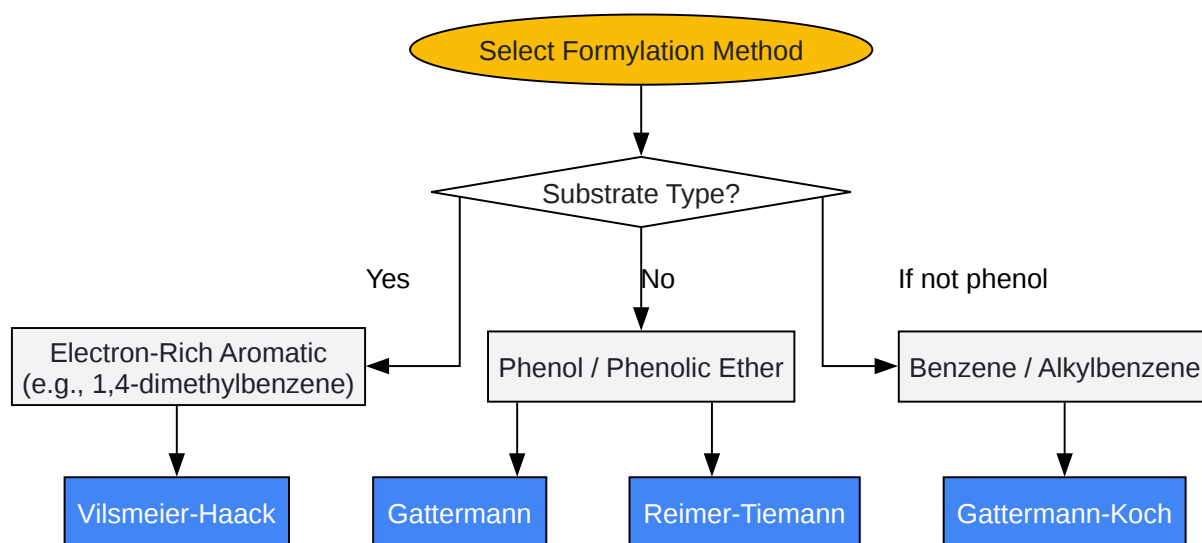 Select Formylation Method
Substrate Type?
Yes
No
If not phenol
Electron-Rich Aromatic
(e.g., 1,4-dimethylbenzene)
Phenol / Phenolic Ether
Benzene / Alkylbenzene
Vilsmeier-Haack
Gattermann
Reimer-Tiemann
Gattermann-Koch